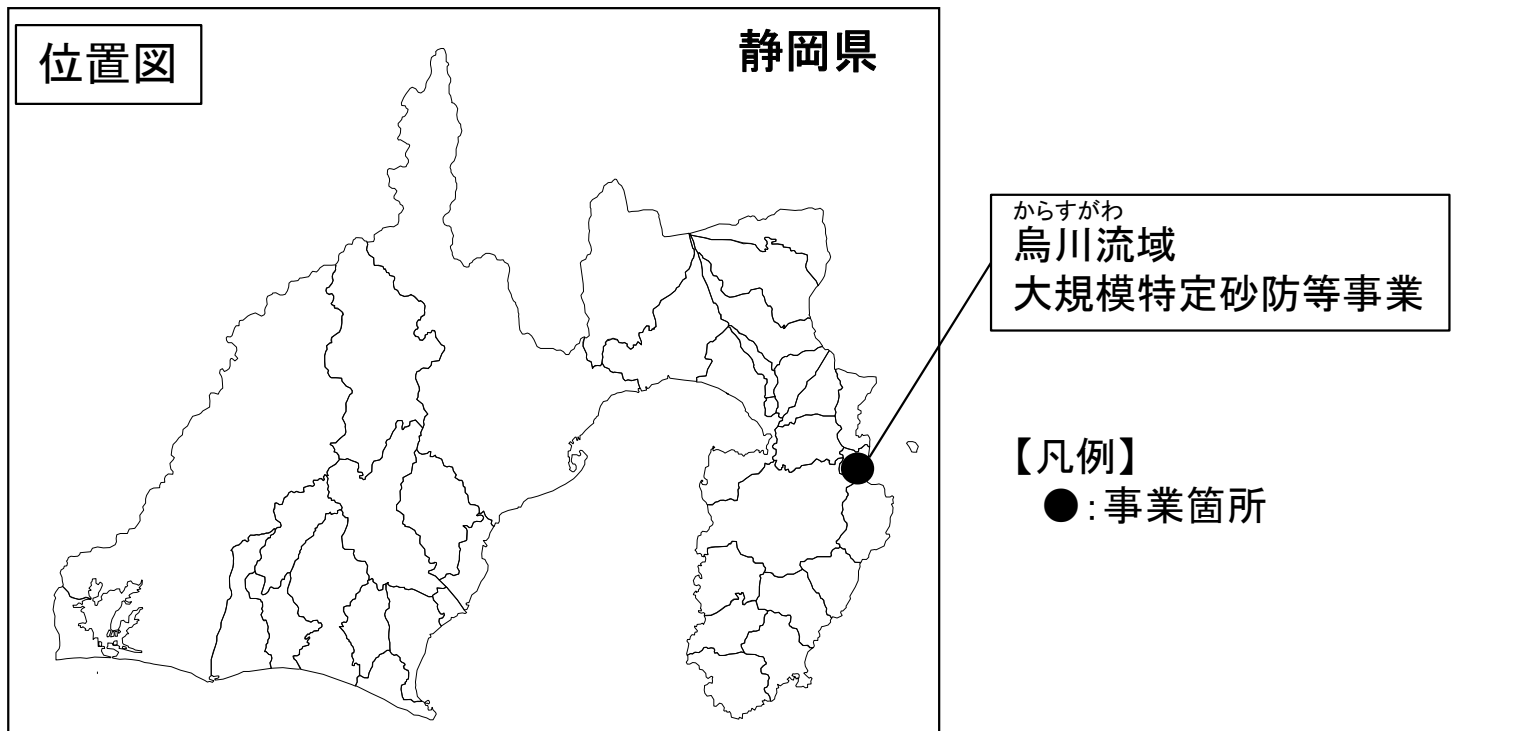 位置図
静岡県
からすがわ
烏川流域
大規模特定砂防等事業
【凡例】
●:事業箇所